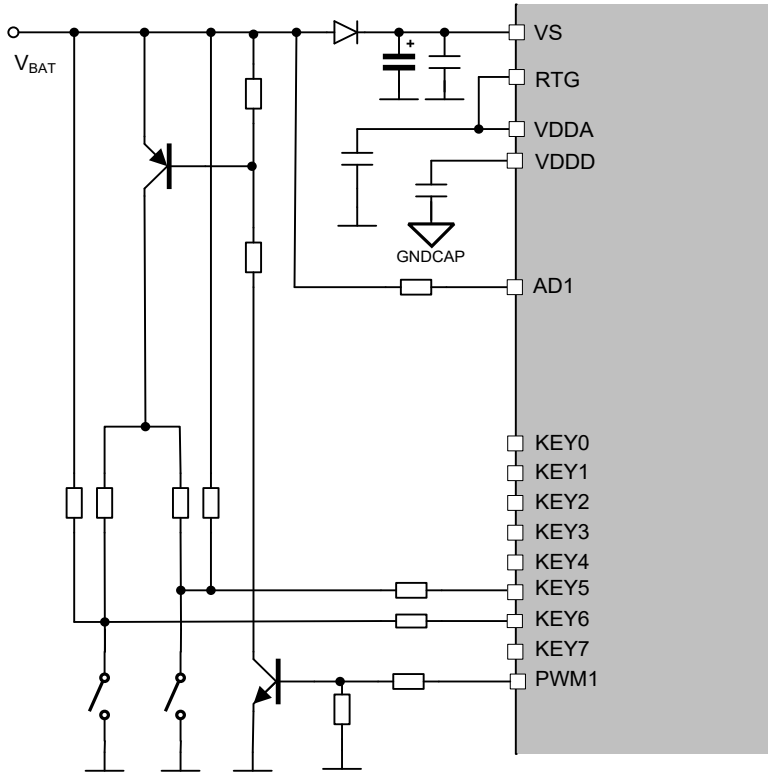 VS
VBAT
+
RTG
VDDA
VDDD
GNDCAP
AD1
KEY0
KEY1
KEY2
KEY3
KEY4
KEY5
KEY6
KEY7
PWM1